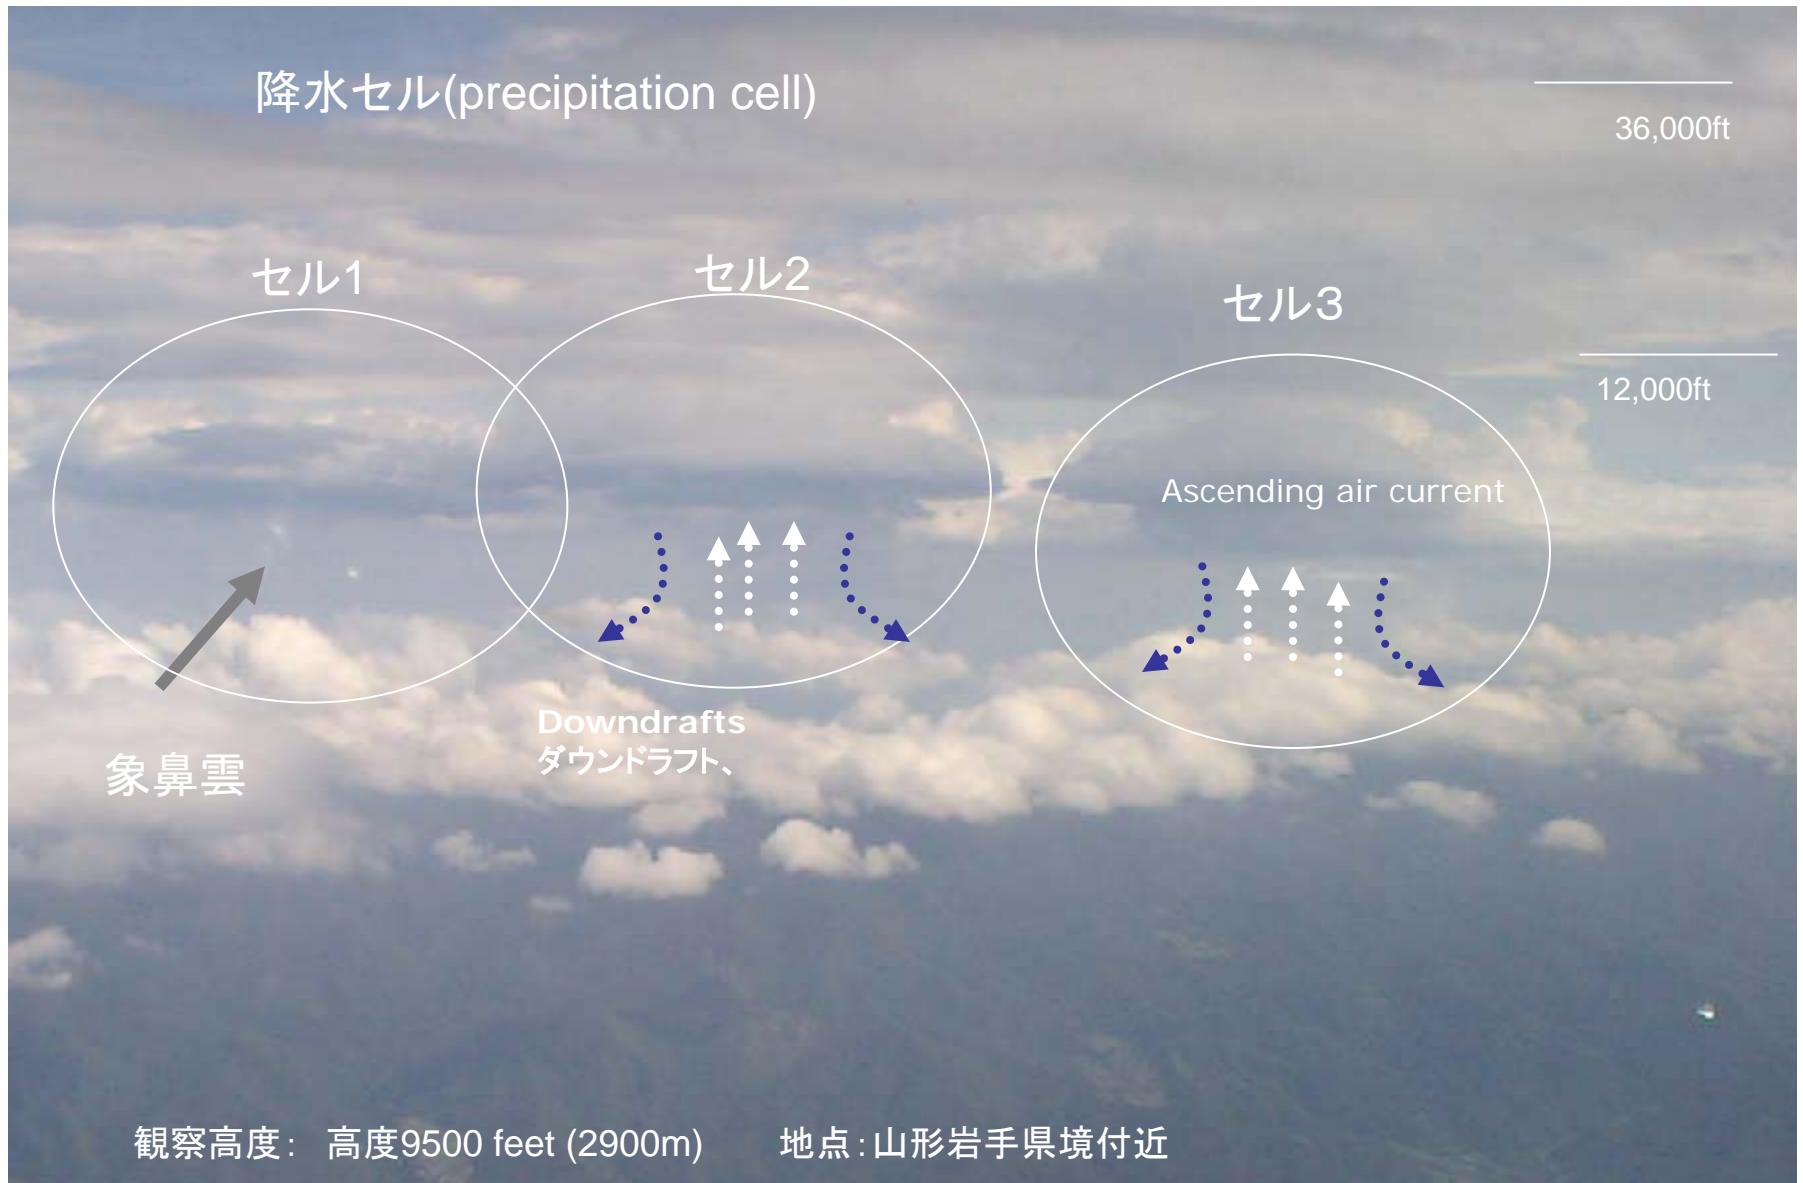 降水セル(precipitation cell)
36,000ft
セル1
セル2
セル3
12,000ft
Ascending air current
Downdrafts
ダウンドラフト、
象鼻雲
観察高度： 高度9500 feet (2900m) 地点：山形岩手県境付近